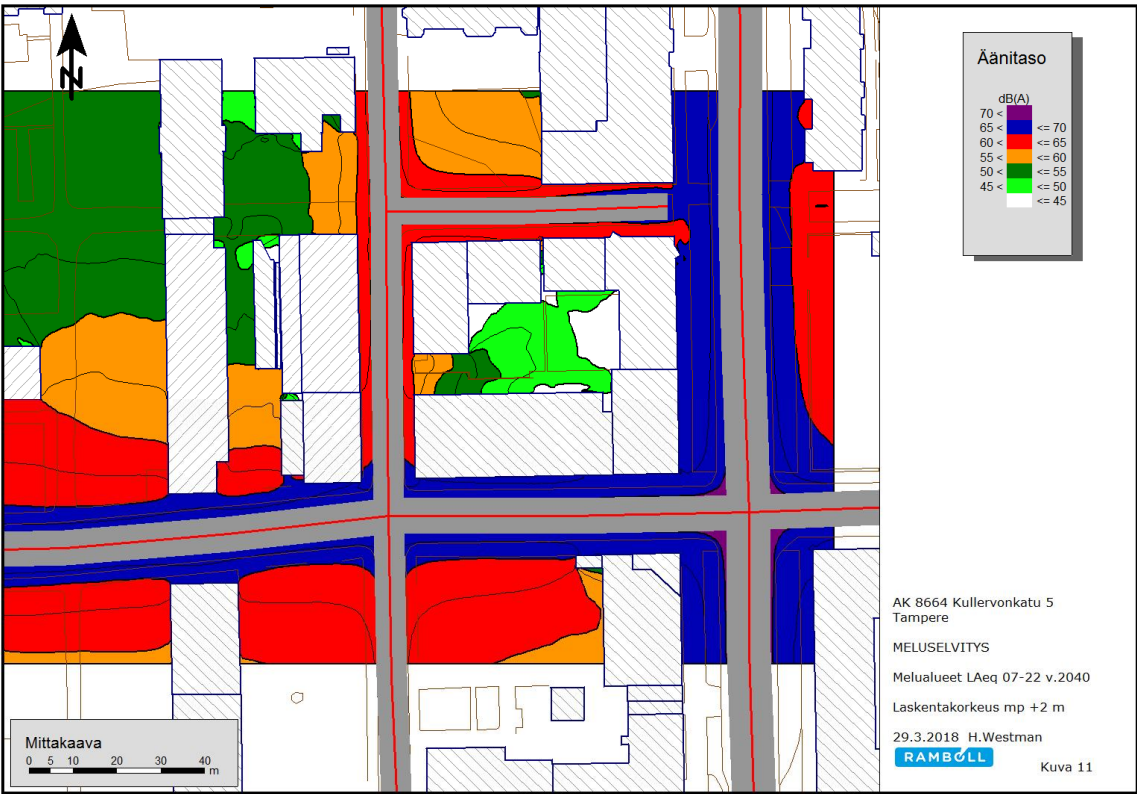 N
Äänitaso
dB(A)
70 <
65 < <= 70
60 < <= 65
55 < <= 60
50 < <= 55
45 < <= 50
<= 45
AK 8664 Kullervonkatu 5
Tampere
MELUSELVITYS
Melualueet LAeq 07-22 v.2040
Laskentakorkeus mp +2 m
29.3.2018 H.Westman
RAMBOLL
Kuva 11
Mittakaava
0 5 10 20 30 40
m